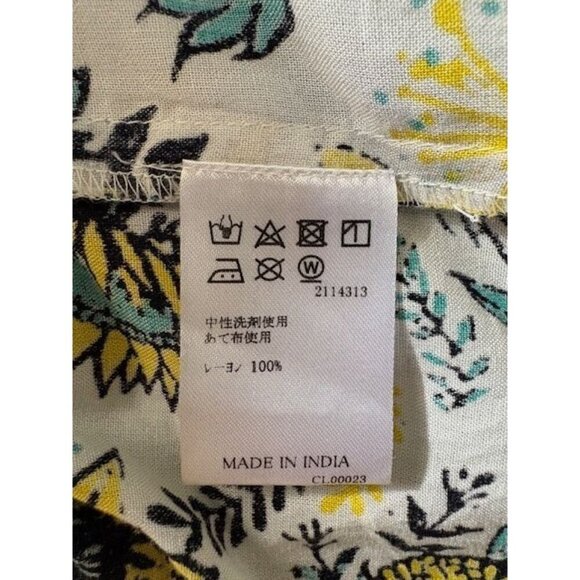 W
2114313
中性洗剤使用
あて布使用
レーヨン 100%
MADE IN INDIA
CL00023